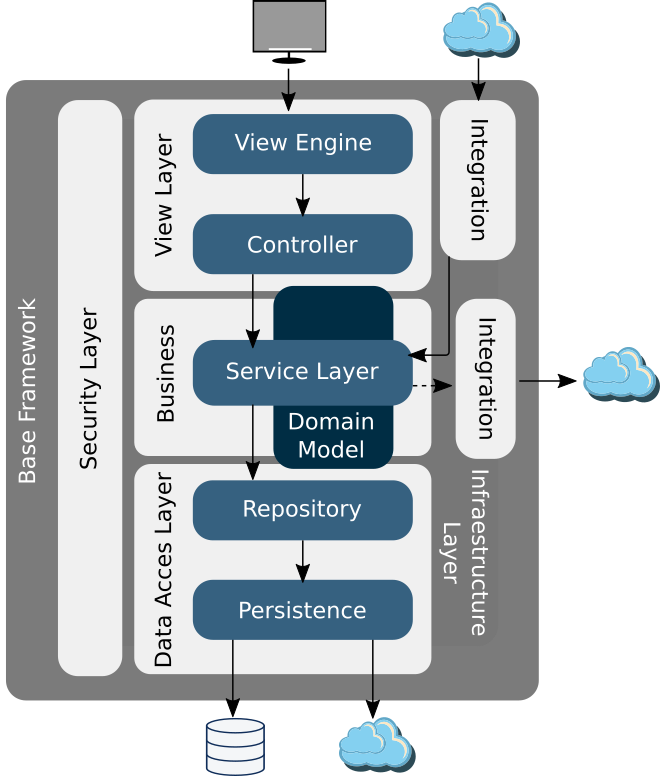 Base Framework
Security Layer
View Layer
View Engine
Controller
Integration
Business
Service Layer
Domain
Model
Integration
Data Acces Layer
Repository
Persistence
Infraestructure
Layer